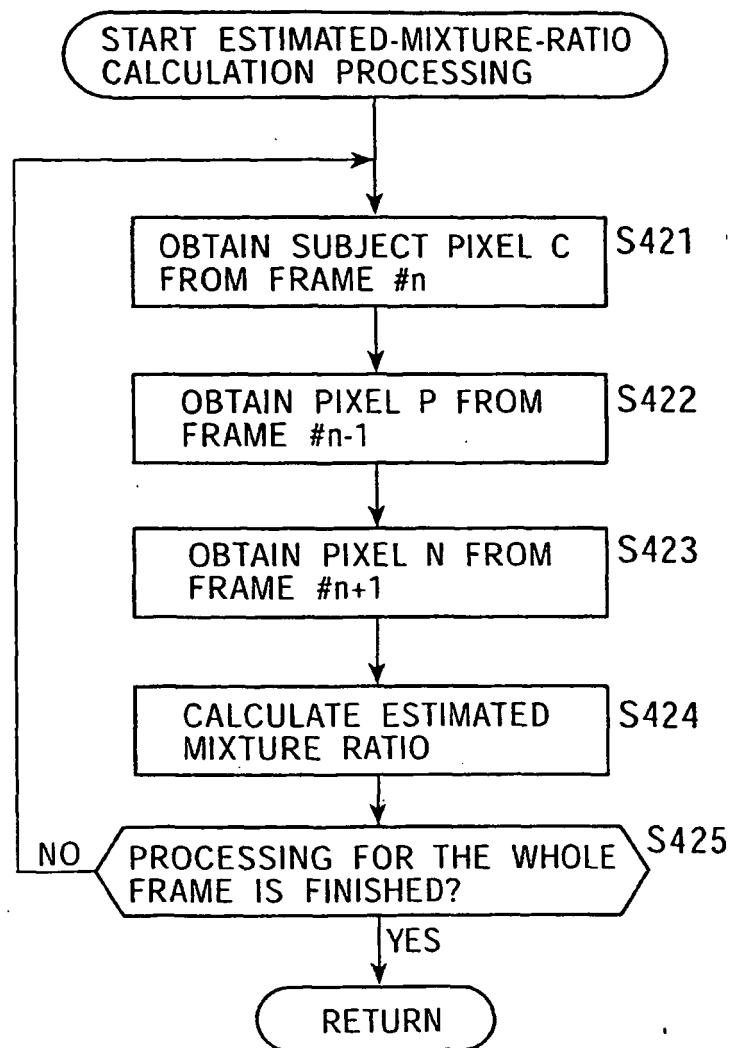 START ESTIMATED-MIXTURE-RATIO
CALCULATION PROCESSING
OBTAIN SUBJECT PIXEL C
FROM FRAME #n
S421
OBTAIN PIXEL P FROM
FRAME #n-1
S422
OBTAIN PIXEL N FROM
FRAME #n+1
S423
CALCULATE ESTIMATED
MIXTURE RATIO
S424
PROCESSING FOR THE WHOLE
FRAME IS FINISHED?
S425
NO
YES
RETURN